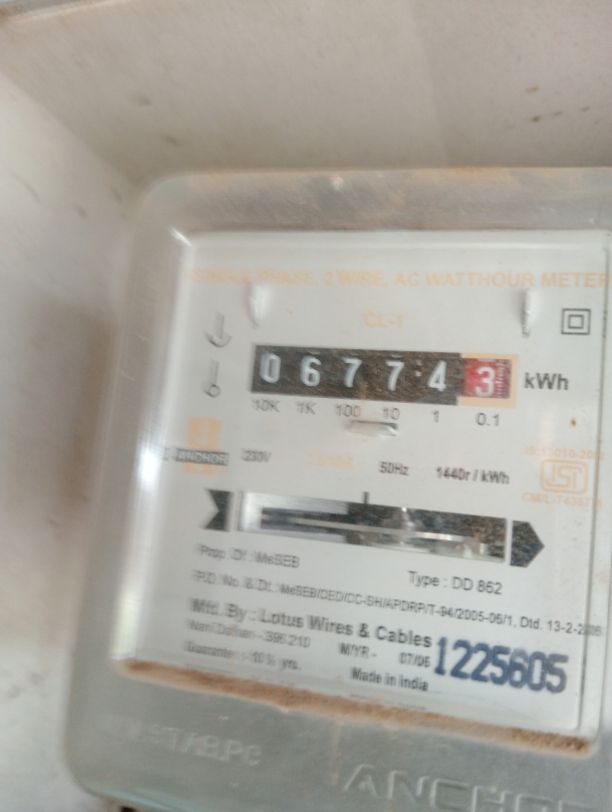 SINGLE PHASE, 2 WIRE, AC WATTHOUR METER
CL-1
0 6 7 7 4 3 kWh
10K 1K 100 10 1 0.1
ANCHOR 230V 50Hz 1440r / kWh
Prop. Of : MeSEB Type : DD 862
P.O. No. & Dt. : MeSEB/DED/CC-SH/APDRP/T-94/2005-06/1, Dtd. 13-2-2006
Mfd. By : Lotus Wires & Cables
396 210 M/YR - 07/06 1225605
Made in India
ANCHOR